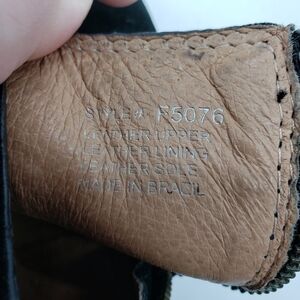 STYLE# F5076
LEATHER UPPER
LEATHER LINING
LEATHER SOLE
MADE IN BRAZIL